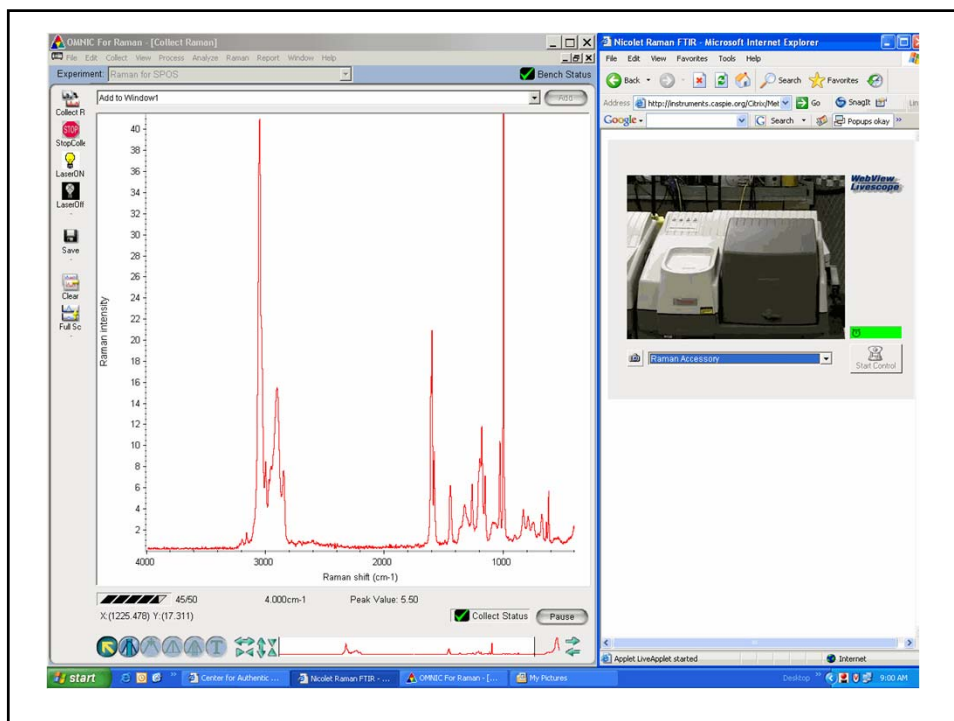 OMNIC For Raman - [Collect Raman]
File Edit Collect View Process Analyze Raman Report Window Help
Experiment: Raman for SPOS
Bench Status
Add to Window1
Add
Collect R
STOP
StopColle
LaserON
LaserOff
Save
Clear
Full Sc
Raman intensity
40
38
36
34
32
30
28
26
24
22
20
18
16
14
12
10
8
6
4
2
4000 3000 2000 1000
Raman shift (cm-1)
45/50 4.000cm-1 Peak Value: 5.50
X:(1225.478) Y:(17.311)
Collect Status
Pause
T
Nicolet Raman FTIR - Microsoft Internet Explorer
File Edit View Favorites Tools Help
Back Search Favorites
Address http://instruments.caspie.org/Citrix/Met Go SnagIt Lin
Google Search Popups okay »
WebView
Livescope
Raman Accessory
Start Control
Applet LiveApplet started Internet
start Center for Authentic ... Nicolet Raman FTIR - ... OMNIC For Raman - [... My Pictures Desktop » 9:00 AM